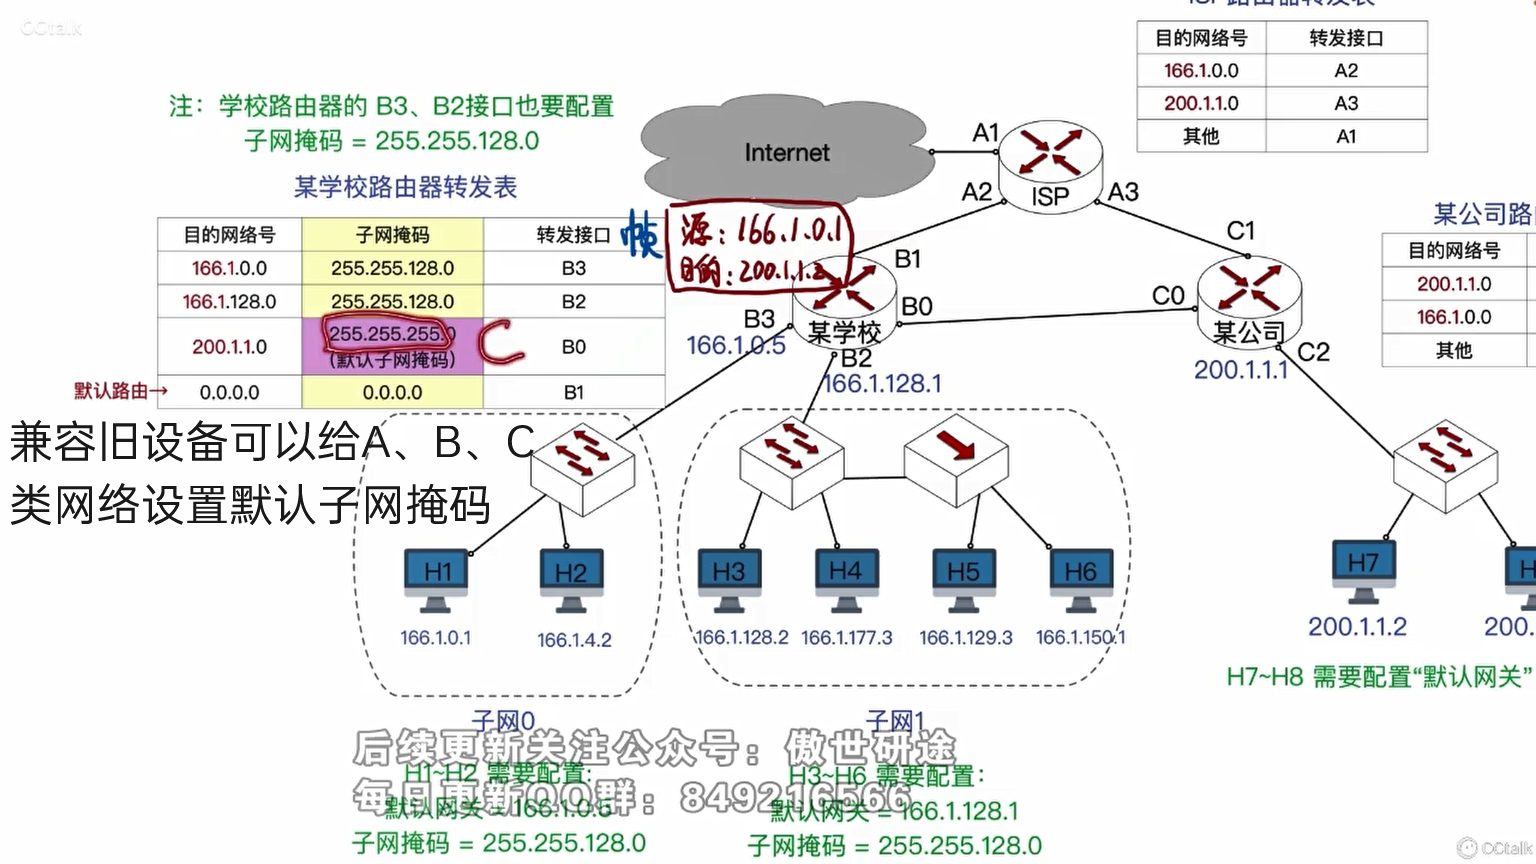 CCtalk
ISP路由器转发表
目的网络号 转发接口
166.1.0.0 A2
200.1.1.0 A3
其他 A1
注：学校路由器的 B3、B2接口也要配置
子网掩码 = 255.255.128.0
某学校路由器转发表
目的网络号 子网掩码 转发接口
166.1.0.0 255.255.128.0 B3
166.1.128.0 255.255.128.0 B2
200.1.1.0 255.255.255.0 B0
(默认子网掩码)
C
默认路由→ 0.0.0.0 0.0.0.0 B1
兼容旧设备可以给A、B、C
类网络设置默认子网掩码
Internet
A1
A2 ISP A3
帧
源：166.1.0.1
目的：200.1.1.2
B1
B0
B3
166.1.0.5
某学校
B2
166.1.128.1
C1
C0
某公司
C2
200.1.1.1
某公司路
目的网络号
200.1.1.0
166.1.0.0
其他
H1 H2 H3 H4 H5 H6 H7 H
166.1.0.1 166.1.4.2 166.1.128.2 166.1.177.3 166.1.129.3 166.1.150.1 200.1.1.2 200.
H7~H8 需要配置“默认网关”
子网0 子网1
后续更新关注公众号：傲世研途
每日更新QQ群：849216566
H1~H2 需要配置：
默认网关 = 166.1.0.5
子网掩码 = 255.255.128.0
H3~H6 需要配置：
默认网关 = 166.1.128.1
子网掩码 = 255.255.128.0
CCtalk